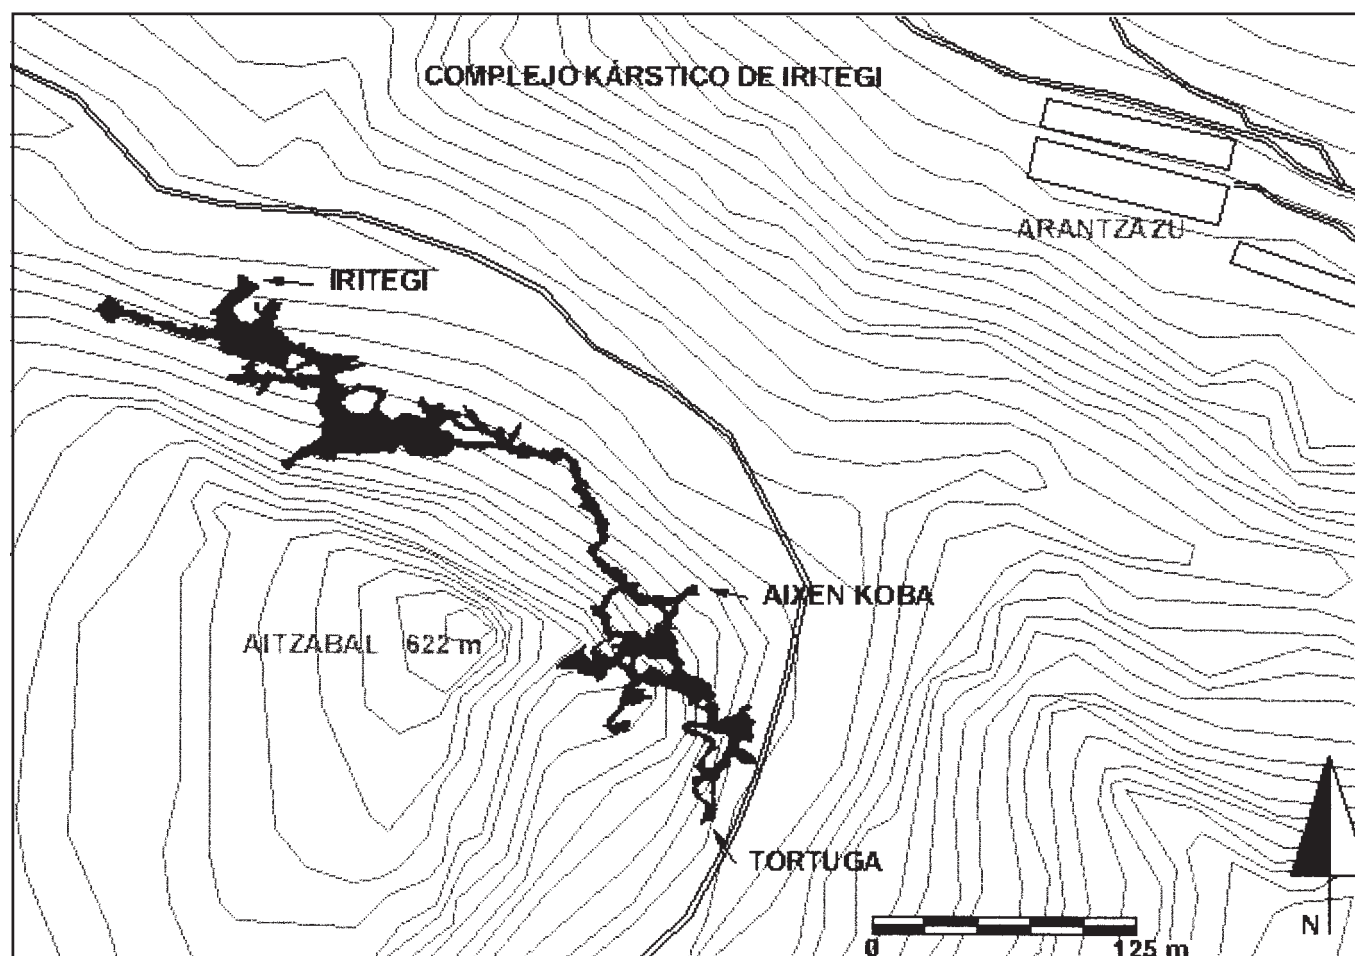 COMPLEJO KÁRSTICO DE IRITEGI
ARANTZAZU
IRITEGI
AIXEN KOBA
AITZABAL 622 m
TORTUGA
N
0 125 m